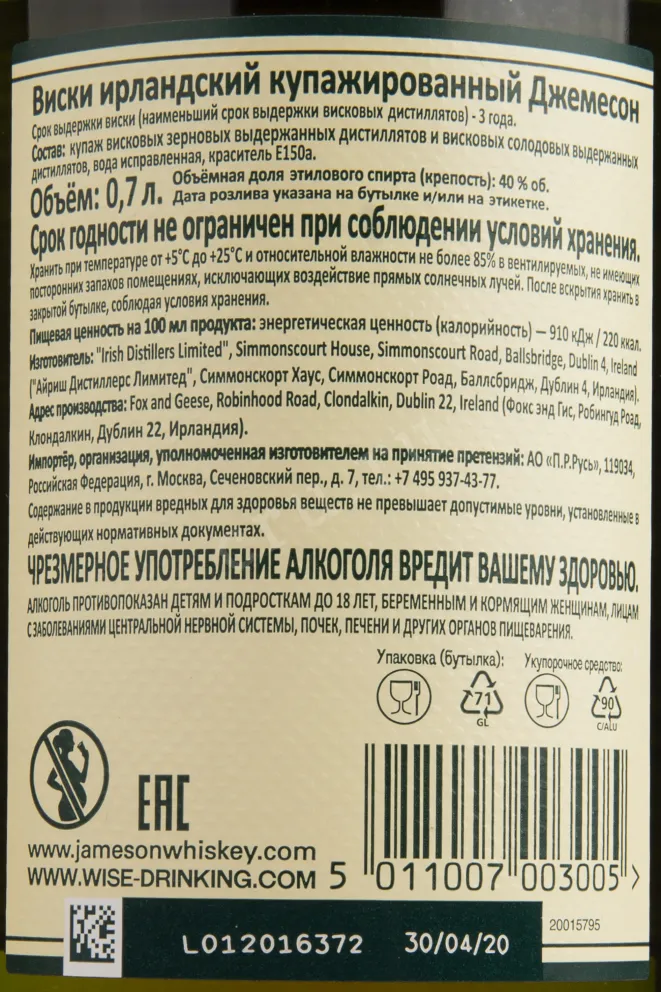 Виски ирландский купажированный Джемесон
Срок выдержки виски (наименьший срок выдержки висковых дистиллятов) - 3 года.
Состав: купаж висковых зерновых выдержанных дистиллятов и висковых солодовых выдержанных
дистиллятов, вода исправленная, краситель Е150а.
Объём: 0,7 л. Объёмная доля этилового спирта (крепость): 40 % об.
Дата розлива указана на бутылке и/или на этикетке.
Срок годности не ограничен при соблюдении условий хранения.
Хранить при температуре от +5°С до +25°С и относительной влажности не более 85% в вентилируемых, не имеющих
посторонних запахов помещениях, исключающих воздействие прямых солнечных лучей. После вскрытия хранить в
закрытой бутылке, соблюдая условия хранения.
Пищевая ценность на 100 мл продукта: энергетическая ценность (калорийность) — 910 кДж / 220 ккал.
Изготовитель: "Irish Distillers Limited", Simmonscourt House, Simmonscourt Road, Ballsbridge, Dublin 4, Ireland
("Айриш Дистиллерс Лимитед", Симмонскорт Хаус, Симмонскорт Роад, Баллсбридж, Дублин 4, Ирландия).
Адрес производства: Fox and Geese, Robinhood Road, Clondalkin, Dublin 22, Ireland (Фокс энд Гис, Робингуд Роад,
Клондалкин, Дублин 22, Ирландия).
Импортёр, организация, уполномоченная изготовителем на принятие претензий: АО «П.Р.Русь», 119034,
Российская Федерация, г. Москва, Сеченовский пер., д. 7, тел.: +7 495 937-43-77.
Содержание в продукции вредных для здоровья веществ не превышает допустимые уровни, установленные в
действующих нормативных документах.
ЧРЕЗМЕРНОЕ УПОТРЕБЛЕНИЕ АЛКОГОЛЯ ВРЕДИТ ВАШЕМУ ЗДОРОВЬЮ.
АЛКОГОЛЬ ПРОТИВОПОКАЗАН ДЕТЯМ И ПОДРОСТКАМ ДО 18 ЛЕТ, БЕРЕМЕННЫМ И КОРМЯЩИМ ЖЕНЩИНАМ, ЛИЦАМ
С ЗАБОЛЕВАНИЯМИ ЦЕНТРАЛЬНОЙ НЕРВНОЙ СИСТЕМЫ, ПОЧЕК, ПЕЧЕНИ И ДРУГИХ ОРГАНОВ ПИЩЕВАРЕНИЯ.
Упаковка (бутылка): Укупорочное средство:
71 90
GL C/ALU
EAC
www.jamesonwhiskey.com
WWW.WISE-DRINKING.COM 5 011007 003005 >
20015795
L012016372 30/04/20